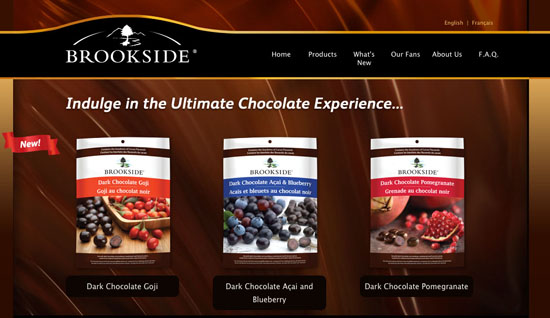 English | Français
BROOKSIDE®
Home Products What's New Our Fans About Us F.A.Q.
Indulge in the Ultimate Chocolate Experience...
New!
BROOKSIDE
Dark Chocolate Goji
Goji au chocolat noir
BROOKSIDE
Dark Chocolate Açai & Blueberry
Acais et bleuets au chocolat noir
BROOKSIDE
Dark Chocolate Pomegranate
Grenade au chocolat noir
Dark Chocolate Goji
Dark Chocolate Açai and
Blueberry
Dark Chocolate Pomegranate